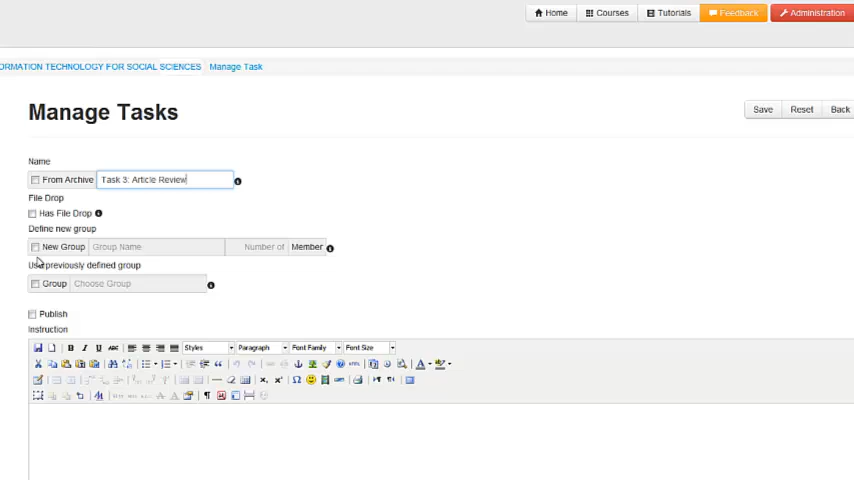 Home Courses Tutorials Feedback Administration
ORMATION TECHNOLOGY FOR SOCIAL SCIENCES Manage Task
Manage Tasks
Save Reset Back
Name
From Archive Task 3: Article Review
File Drop
Has File Drop
Define new group
New Group Group Name Number of Member
Use previously defined group
Group Choose Group
Publish
Instruction
B I U ABC Styles Paragraph Font Family Font Size
HTML